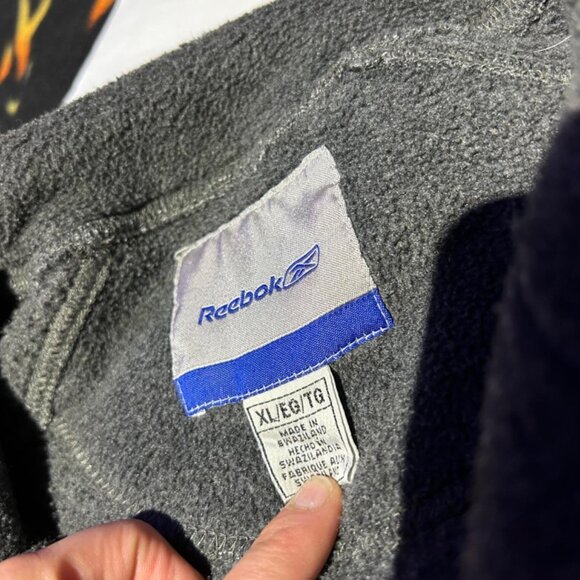 Reebok
XL/EG/TG
MADE IN
SWAZILAND
HECHO EN
SWAZILANDIA
FABRIQUE AU